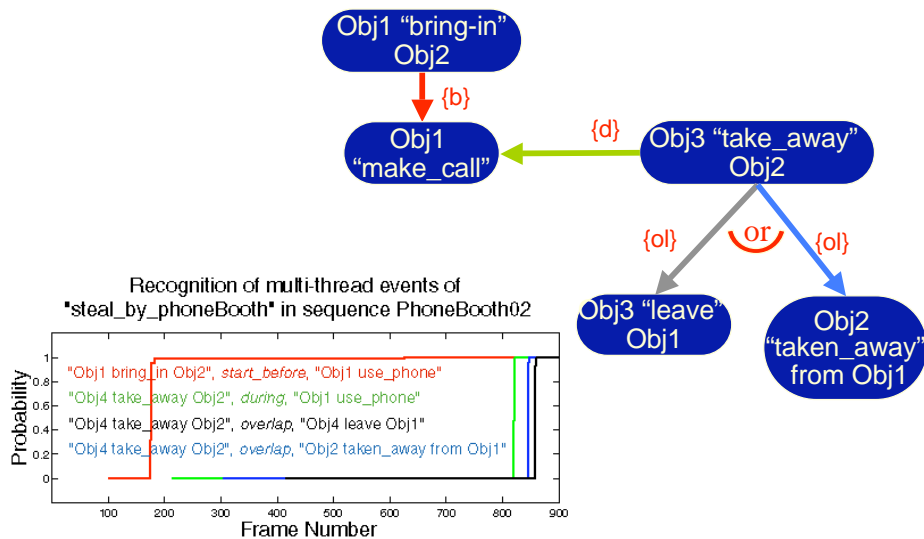 Obj1 “bring-in”
Obj2
{b}
Obj1
“make_call”
{d}
Obj3 “take_away”
Obj2
{ol}
or
{ol}
Obj3 “leave”
Obj1
Obj2
“taken_away”
from Obj1
Recognition of multi-thread events of
"steal_by_phoneBooth" in sequence PhoneBooth02
Probability
1
0.8
0.6
0.4
0.2
0
"Obj1 bring_in Obj2", start_before, "Obj1 use_phone"
"Obj4 take_away Obj2", during, "Obj1 use_phone"
"Obj4 take_away Obj2", overlap, "Obj4 leave Obj1"
"Obj4 take_away Obj2", overlap, "Obj2 taken_away from Obj1"
100 200 300 400 500 600 700 800 900
Frame Number